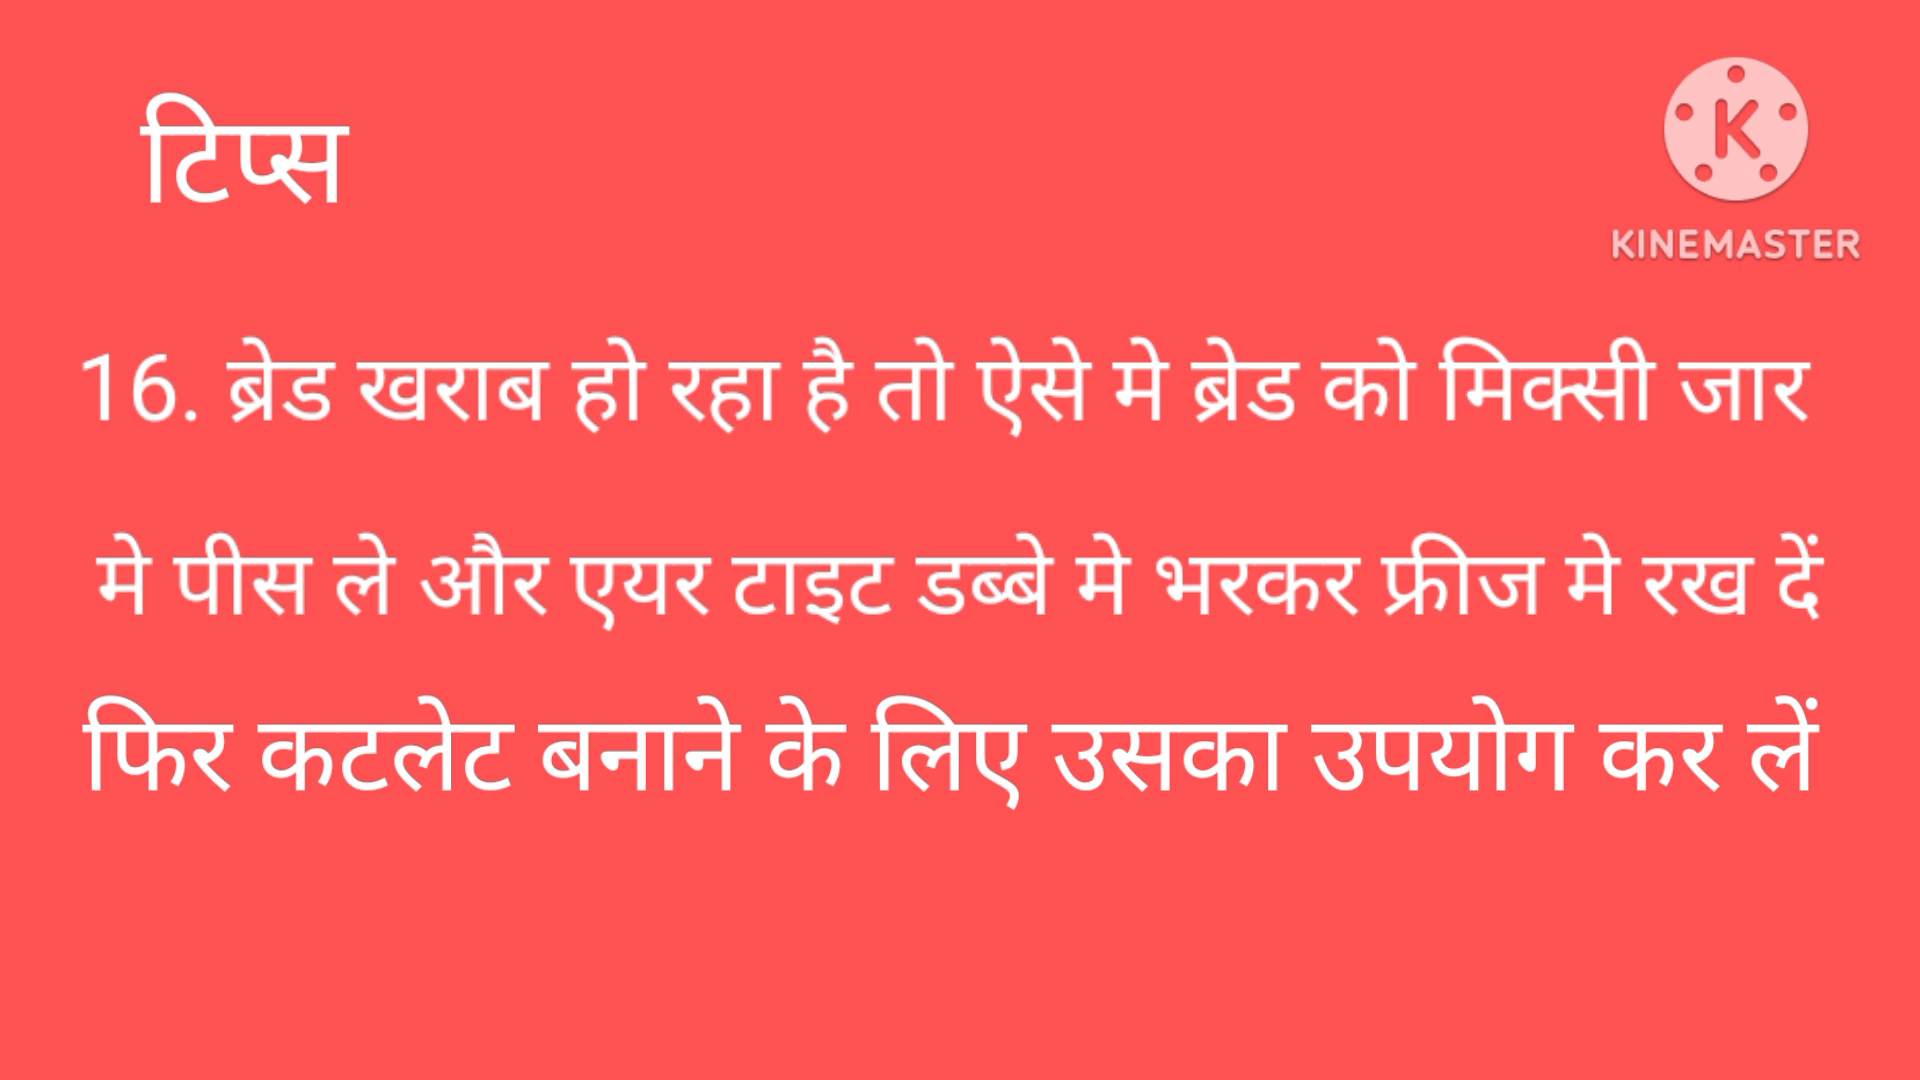 टिप्स
KINEMASTER
16. ब्रेड खराब हो रहा है तो ऐसे मे ब्रेड को मिक्सी जार
मे पीस ले और एयर टाइट डब्बे मे भरकर फ्रीज मे रख दें
फिर कटलेट बनाने के लिए उसका उपयोग कर लें